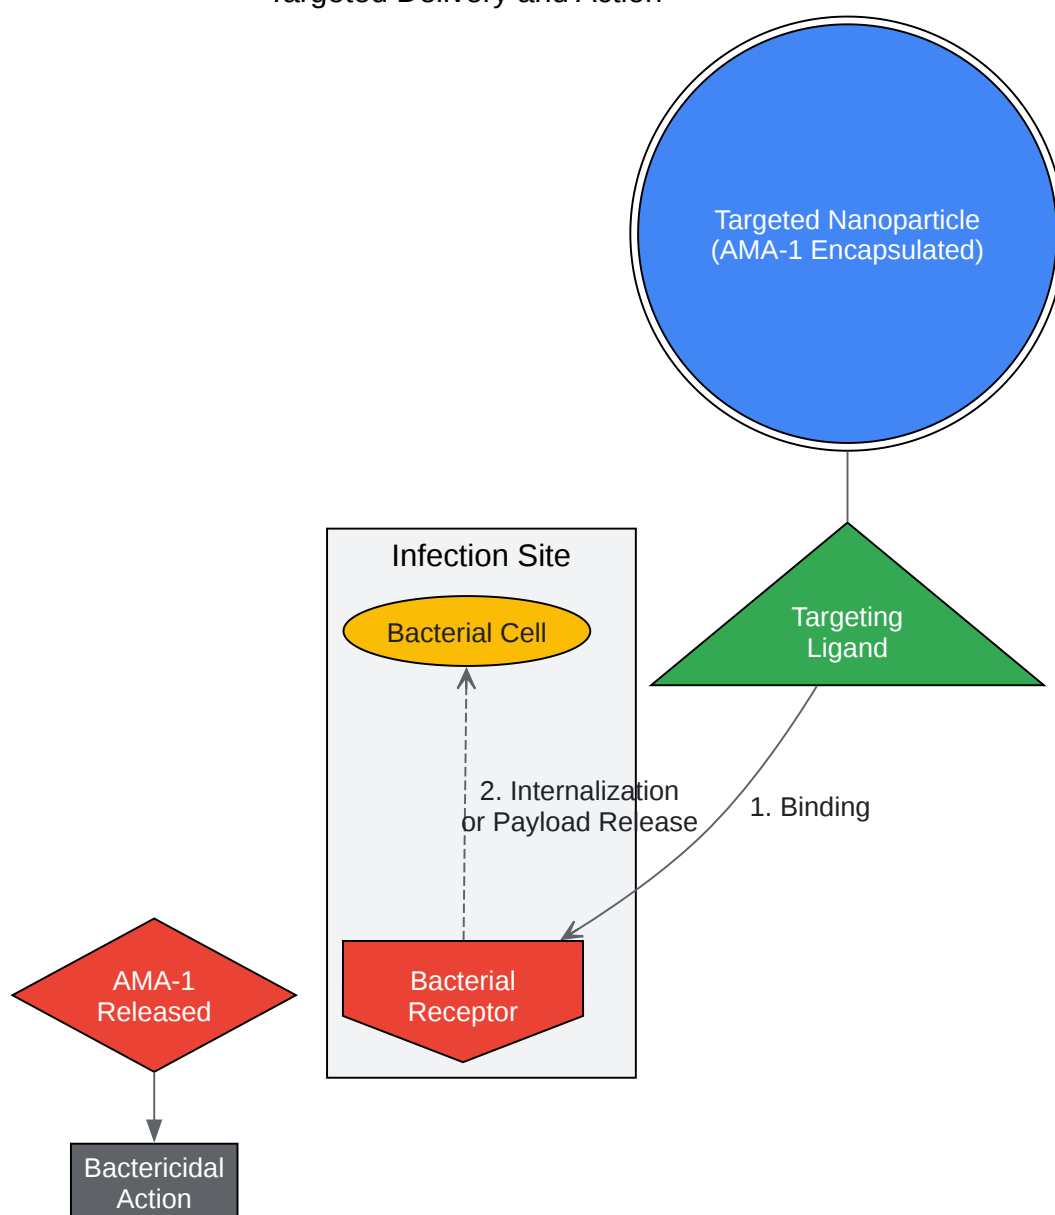 Targeted Delivery and Action
Targeted Nanoparticle
(AMA-1 Encapsulated)
Infection Site
Bacterial Cell
Targeting
Ligand
2. Internalization
or Payload Release
1. Binding
AMA-1
Released
Bacterial
Receptor
Bactericidal
Action